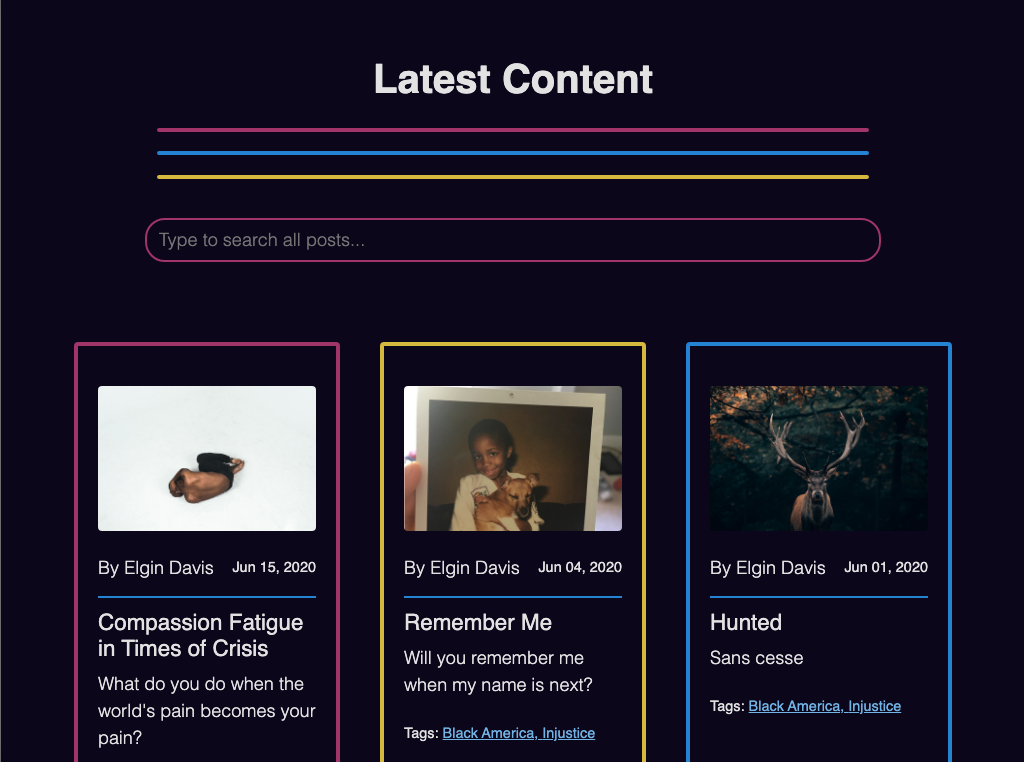 Latest Content
Type to search all posts...
By Elgin Davis Jun 15, 2020
Compassion Fatigue
in Times of Crisis
What do you do when the
world's pain becomes your
pain?
By Elgin Davis Jun 04, 2020
Remember Me
Will you remember me
when my name is next?
Tags: Black America, Injustice
By Elgin Davis Jun 01, 2020
Hunted
Sans cesse
Tags: Black America, Injustice